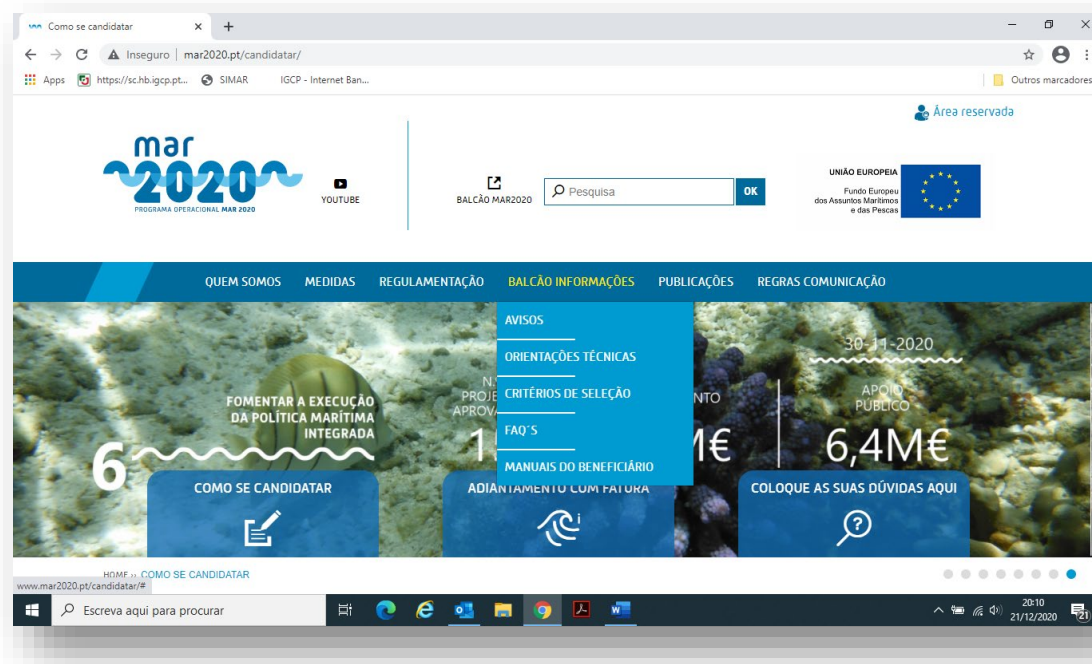 Como se candidatar
Inseguro | mar2020.pt/candidatar/
Apps https://sc.hb.igcp.pt... SIMAR IGCP - Internet Ban... Outros marcadores
Área reservada
mar
2020
PROGRAMA OPERACIONAL MAR 2020
YOUTUBE
BALCÃO MAR2020
Pesquisa
OK
UNIÃO EUROPEIA
Fundo Europeu
dos Assuntos Marítimos
e das Pescas
QUEM SOMOS MEDIDAS REGULAMENTAÇÃO BALCÃO INFORMAÇÕES PUBLICAÇÕES REGRAS COMUNICAÇÃO
AVISOS
ORIENTAÇÕES TÉCNICAS
CRITÉRIOS DE SELEÇÃO
FAQ´S
MANUAIS DO BENEFICIÁRIO
6
FOMENTAR A EXECUÇÃO
DA POLÍTICA MARÍTIMA
INTEGRADA
30-11-2020
APOIO
PÚBLICO
6,4M€
COMO SE CANDIDATAR
ADIANTAMENTO COM FATURA
COLOQUE AS SUAS DÚVIDAS AQUI
HOME » COMO SE CANDIDATAR
www.mar2020.pt/candidatar/#
Escreva aqui para procurar
20:10
21/12/2020
21